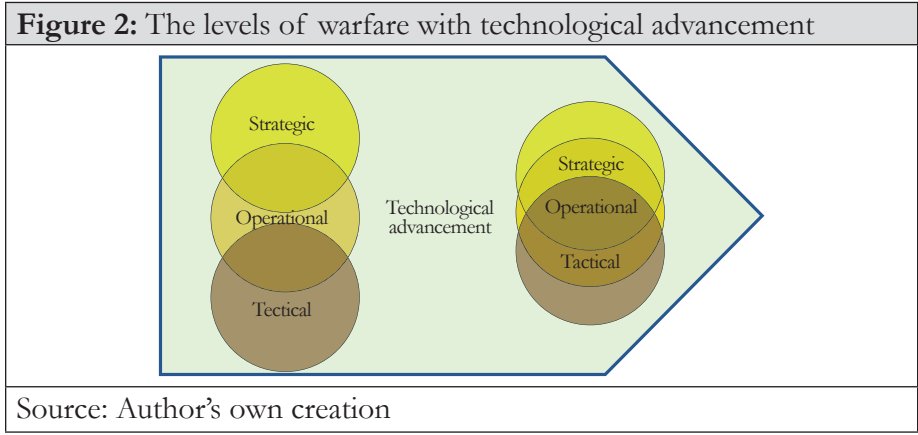 Figure 2: The levels of warfare with technological advancement
Strategic
Operational
Tectical
Technological
advancement
Strategic
Operational
Tactical
Source: Author's own creation